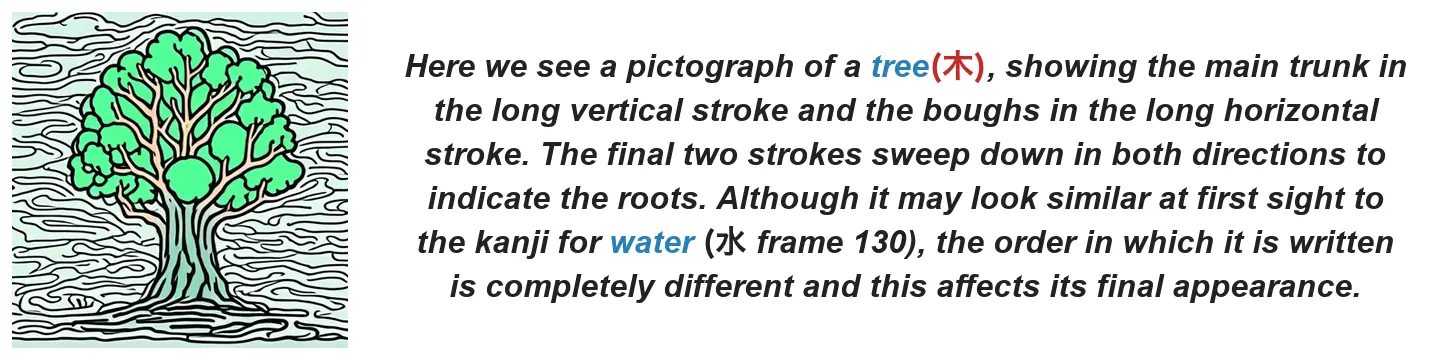 Here we see a pictograph of a tree(木), showing the main trunk in
the long vertical stroke and the boughs in the long horizontal
stroke. The final two strokes sweep down in both directions to
indicate the roots. Although it may look similar at first sight to
the kanji for water (水 frame 130), the order in which it is written
is completely different and this affects its final appearance.